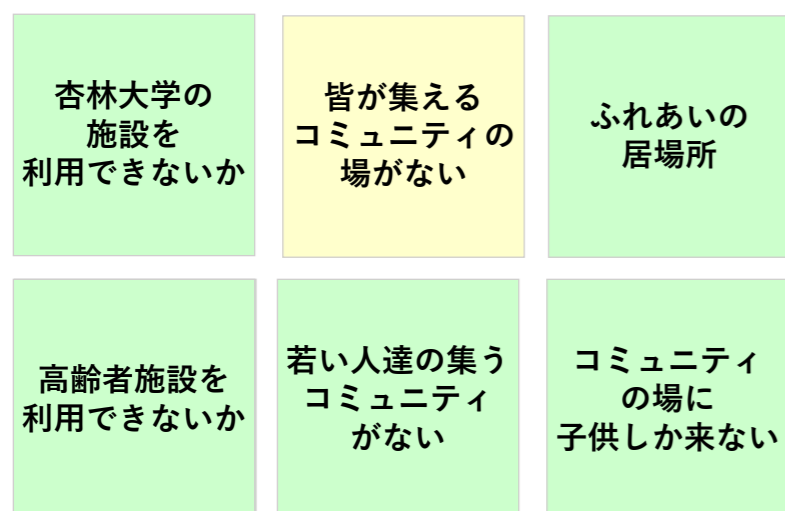 杏林大学の
施設を
利用できないか
皆が集える
コミュニティの
場がない
ふれあいの
居場所
高齢者施設を
利用できないか
若い人達の集う
コミュニティ
がない
コミュニティ
の場に
子供しか来ない